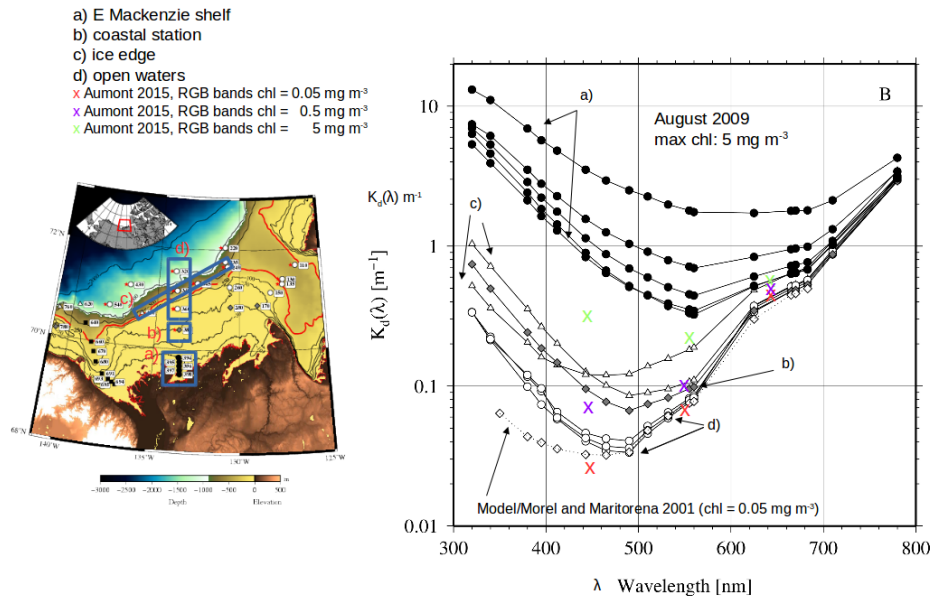 a) E Mackenzie shelf
b) coastal station
c) ice edge
d) open waters
x Aumont 2015, RGB bands chl = 0.05 mg m-³
x Aumont 2015, RGB bands chl = 0.5 mg m-³
x Aumont 2015, RGB bands chl = 5 mg m-³
72°N
70°N
68°N
140°W
135°W
130°W
125°W
d)
c)
b)
a)
-3000 -2500 -2000 -1500 -1000 -500 0 500 m
Depth Elevation
K_d(λ) m-¹
K_d(λ) [m⁻¹]
10
1
0.1
0.01
B
August 2009
max chl: 5 mg m-³
a)
c)
b)
d)
Model/Morel and Maritorena 2001 (chl = 0.05 mg m-³)
300 400 500 600 700 800
λ Wavelength [nm]